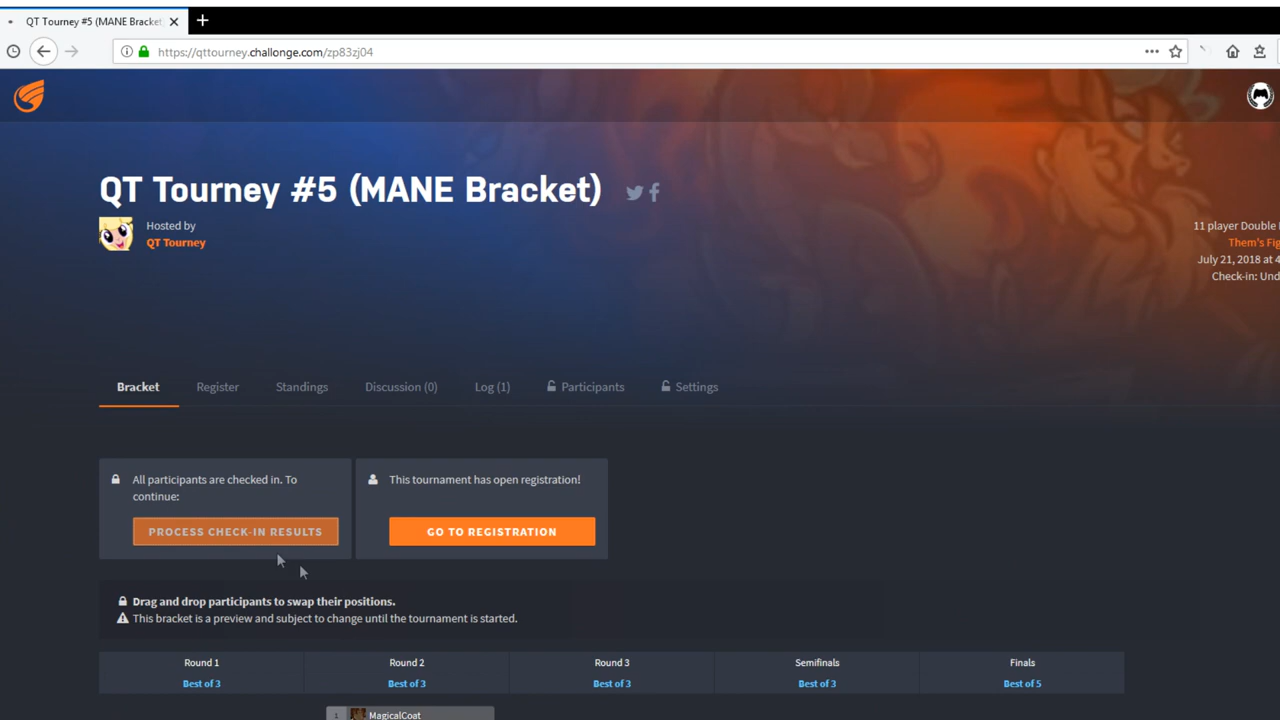 QT Tourney #5 (MANE Bracket
https://qttourney.challonge.com/zp83zj04
QT Tourney #5 (MANE Bracket)
Hosted by
QT Tourney
11 player Double
Them's Fig
July 21, 2018 at 4
Check-in: Und
Bracket
Register
Standings
Discussion (0)
Log (1)
Participants
Settings
All participants are checked in. To
continue:
PROCESS CHECK-IN RESULTS
This tournament has open registration!
GO TO REGISTRATION
Drag and drop participants to swap their positions.
This bracket is a preview and subject to change until the tournament is started.
Round 1
Best of 3
Round 2
Best of 3
Round 3
Best of 3
Semifinals
Best of 3
Finals
Best of 5
1
MagicalCoat